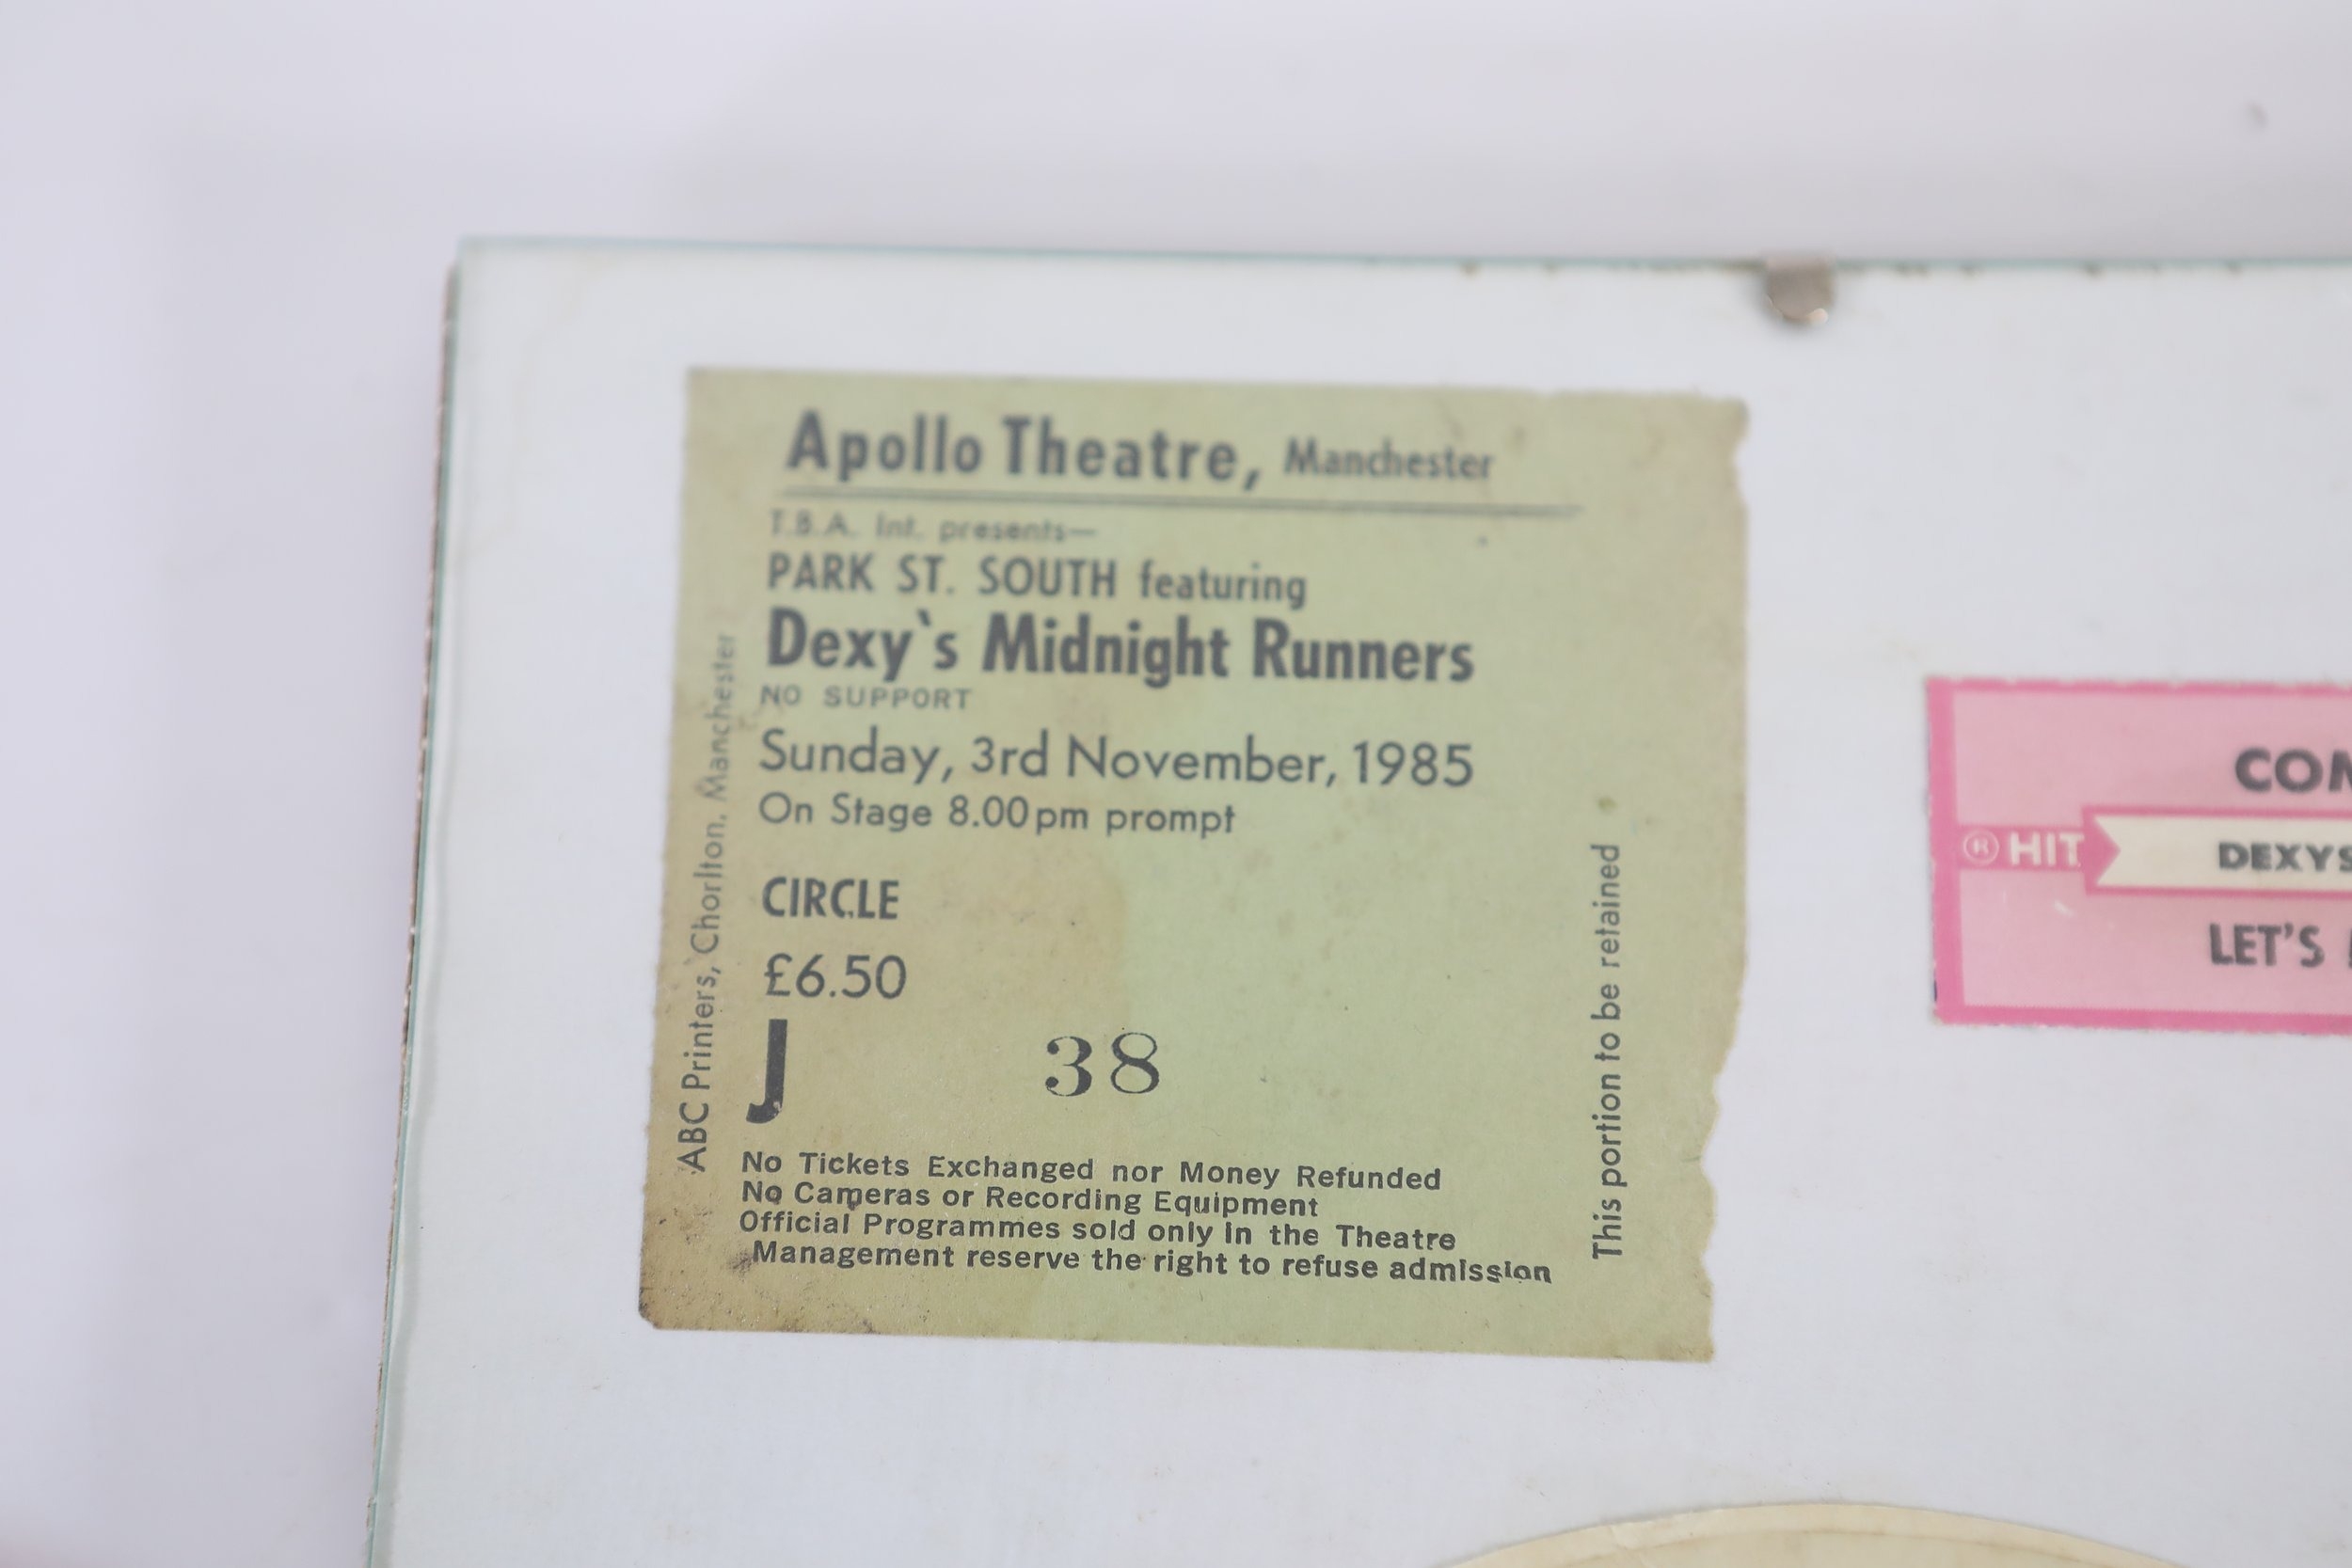 Apollo Theatre, Manchester
T.B.A. Int. presents—
PARK ST. SOUTH featuring
Dexy's Midnight Runners
NO SUPPORT
Sunday, 3rd November, 1985
On Stage 8.00pm prompt
CIRCLE
£6.50
J 38
No Tickets Exchanged nor Money Refunded
No Cameras or Recording Equipment
Official Programmes sold only in the Theatre
Management reserve the right to refuse admission
ABC Printers, Chorlton, Manchester
This portion to be retained
COM
® HIT
DEXYS
LET'S